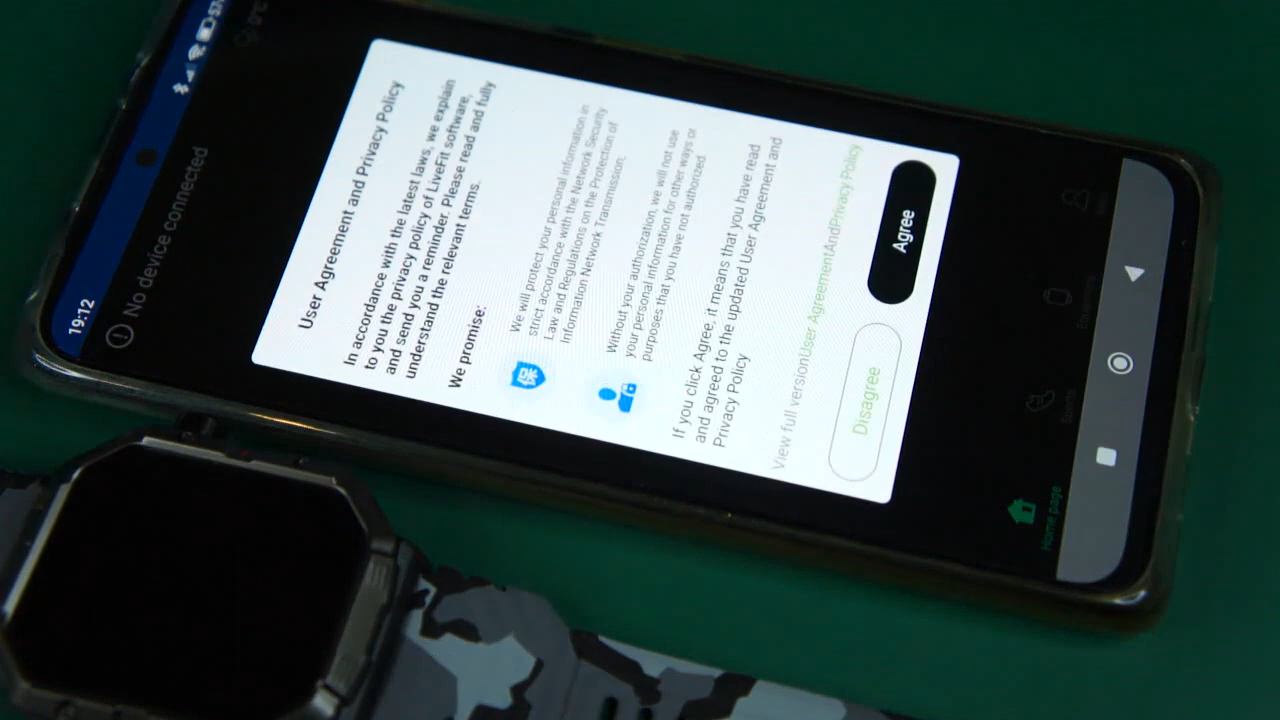 19:12
0°C
No device connected
User Agreement and Privacy Policy
In accordance with the latest laws, we explain
to you the privacy policy of LiveFit software,
and send you a reminder. Please read and fully
understand the relevant terms.
We promise:
保
We will protect your personal information in
strict accordance with the Network Security
Law and Regulations on the Protection of
Information Network Transmission;
Without your authorization, we will not use
your personal information for other ways or
purposes that you have not authorized.
If you click Agree, it means that you have read
and agreed to the updated User Agreement and
Privacy Policy
View full versionUser AgreementAndPrivacy Policy
Disagree
Agree
Home page
Sports